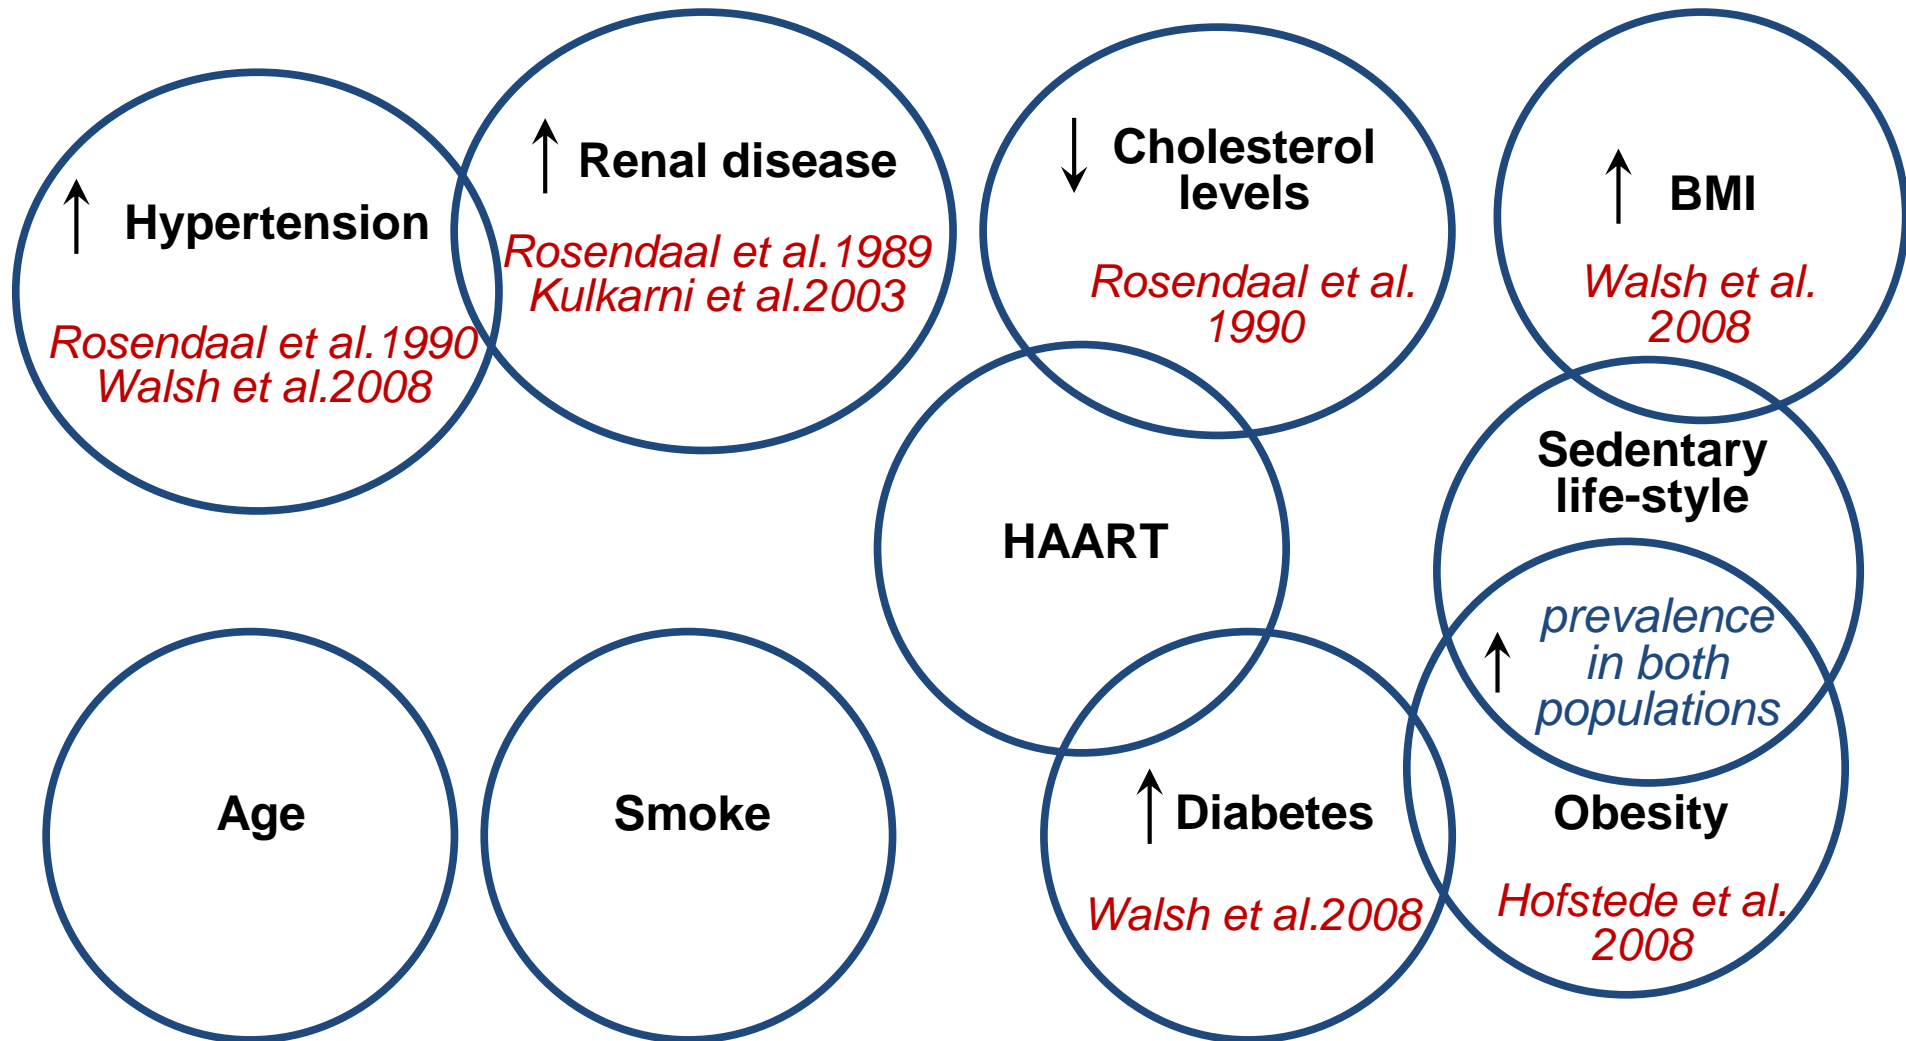 ↑ Hypertension
Rosendaal et al.1990
Walsh et al.2008
↑ Renal disease
Rosendaal et al.1989
Kulkarni et al.2003
↓ Cholesterol
levels
Rosendaal et al.
1990
↑ BMI
Walsh et al.
2008
HAART
Sedentary
life-style
↑ prevalence
in both
populations
Age
Smoke
↑ Diabetes
Walsh et al.2008
Obesity
Hofstede et al.
2008